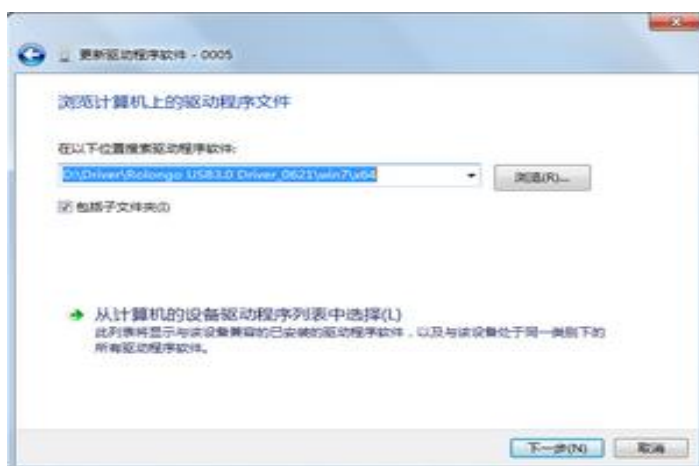 更新驱动程序软件 - 0005
浏览计算机上的驱动程序文件
在以下位置搜索驱动程序软件:
D:\Driver\Rolongo USB3.0 Driver_0621\win7\x64
浏览(R)...
包括子文件夹(I)
从计算机的设备驱动程序列表中选择(L)
此列表将显示与该设备兼容的已安装的驱动程序软件，以及与该设备处于同一类别下的
所有驱动程序软件。
下一步(N)
取消